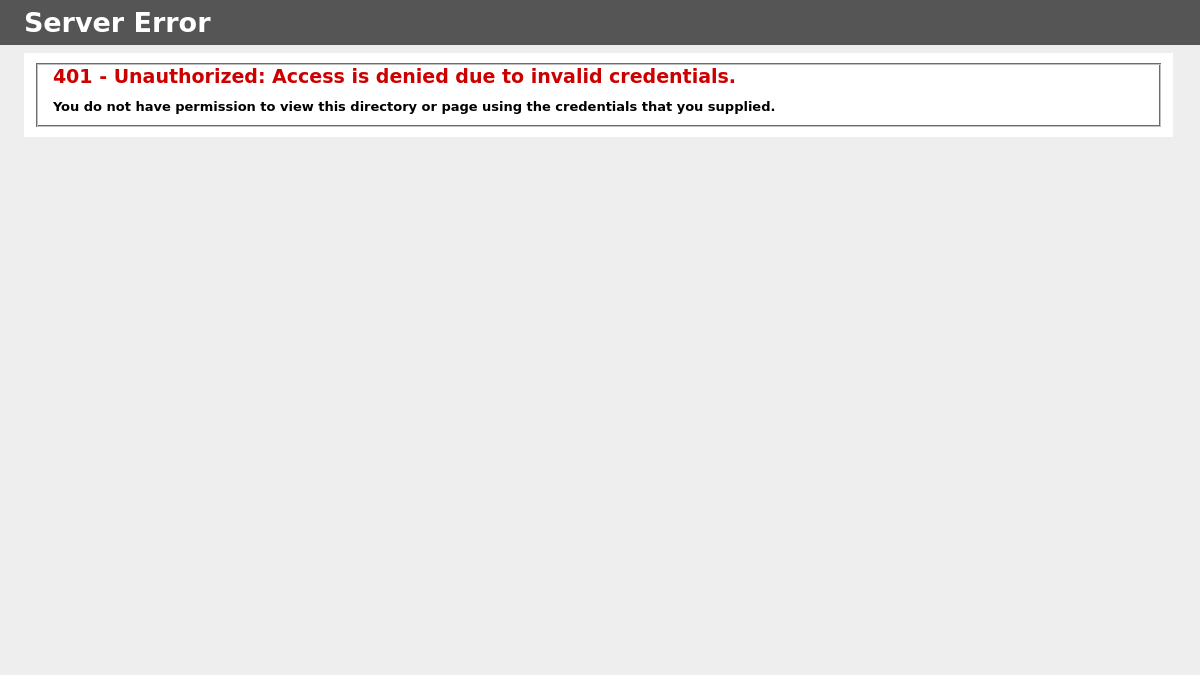 Server Error
401 - Unauthorized: Access is denied due to invalid credentials.
You do not have permission to view this directory or page using the credentials that you supplied.